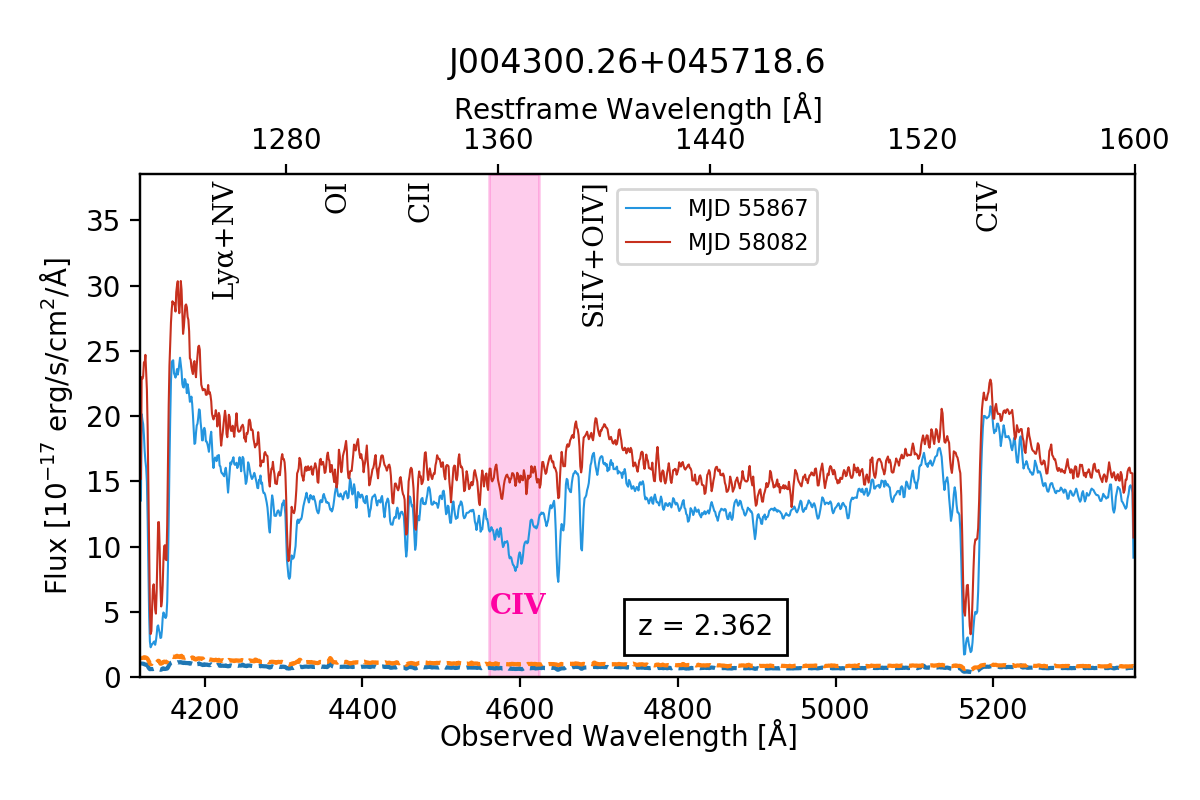 J004300.26+045718.6
Restframe Wavelength [Å]
1280 1360 1440 1520 1600
Lyα+NV
OI
CII
SiIV+OIV]
CIV
MJD 55867
MJD 58082
CIV
z = 2.362
Flux [10⁻¹⁷ erg/s/cm²/Å]
35
30
25
20
15
10
5
0
4200 4400 4600 4800 5000 5200
Observed Wavelength [Å]